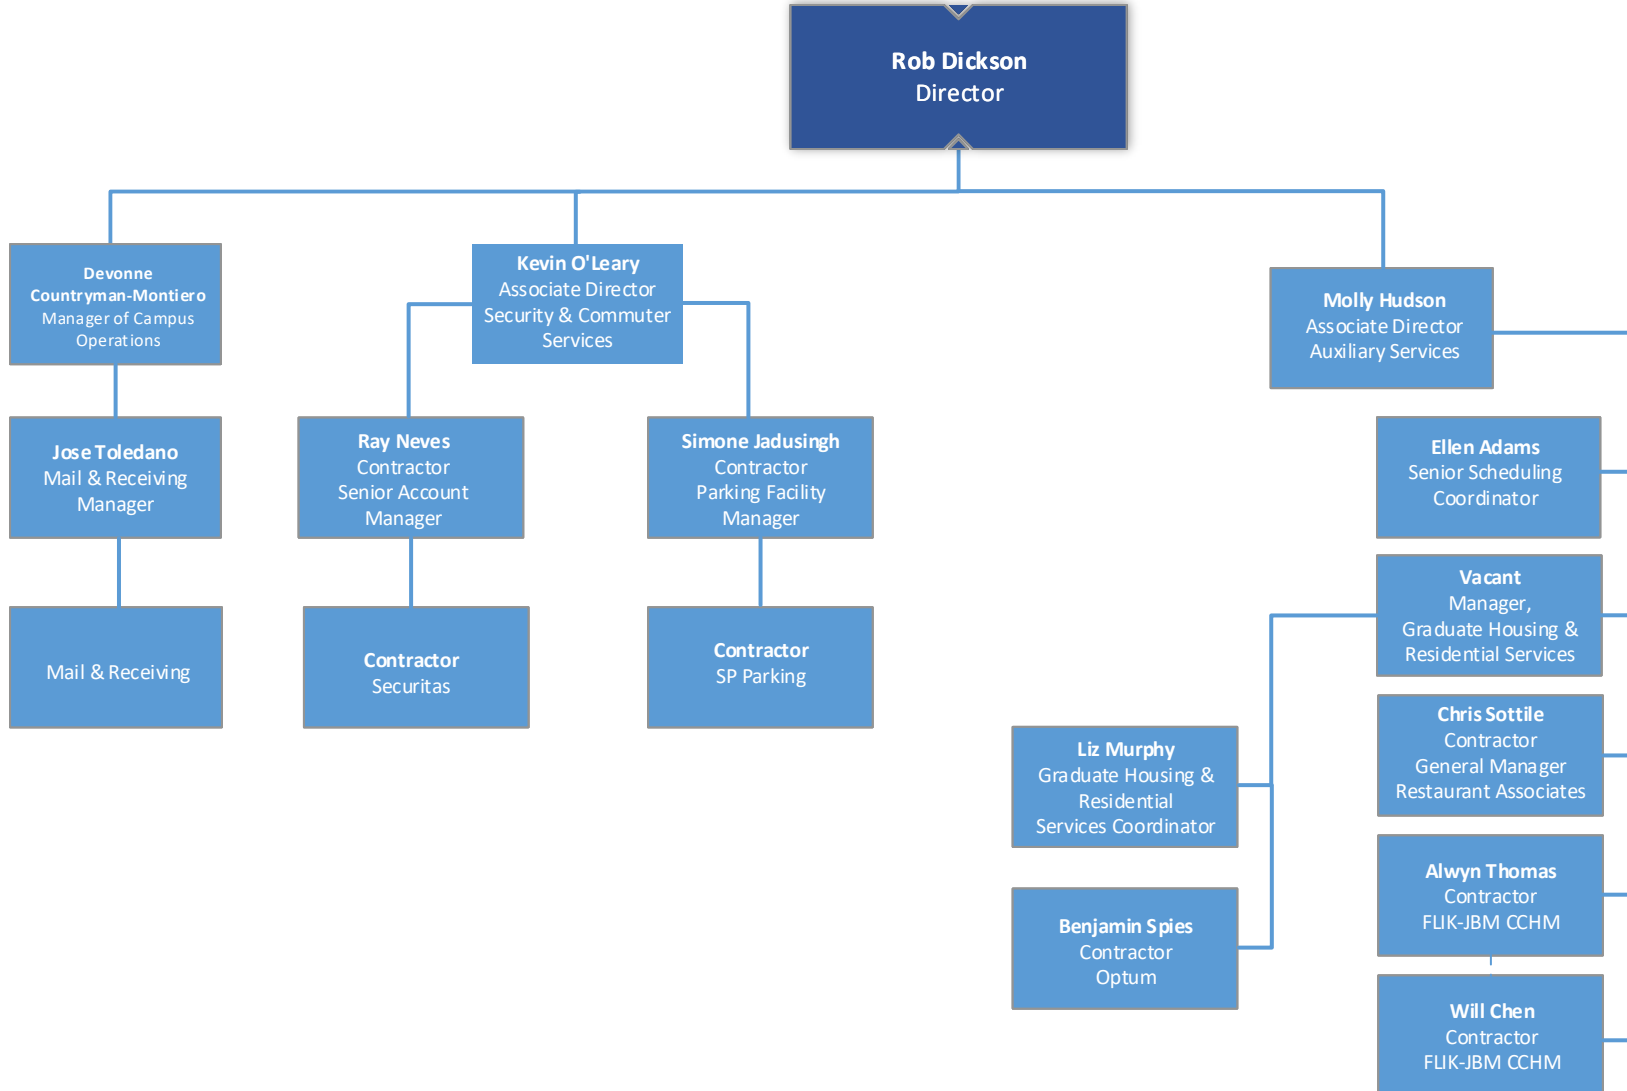 Rob Dickson
Director
Devonne
Countryman-Montiero
Manager of Campus
Operations
Kevin O'Leary
Associate Director
Security & Commuter
Services
Molly Hudson
Associate Director
Auxiliary Services
Jose Toledano
Mail & Receiving
Manager
Ray Neves
Contractor
Senior Account
Manager
Simone Jadusingh
Contractor
Parking Facility
Manager
Ellen Adams
Senior Scheduling
Coordinator
Vacant
Manager,
Graduate Housing &
Residential Services
Mail & Receiving
Contractor
Securitas
Contractor
SP Parking
Chris Sottile
Contractor
General Manager
Restaurant Associates
Liz Murphy
Graduate Housing &
Residential
Services Coordinator
Alwyn Thomas
Contractor
FLIK-JBM CCHM
Benjamin Spies
Contractor
Optum
Will Chen
Contractor
FLIK-JBM CCHM